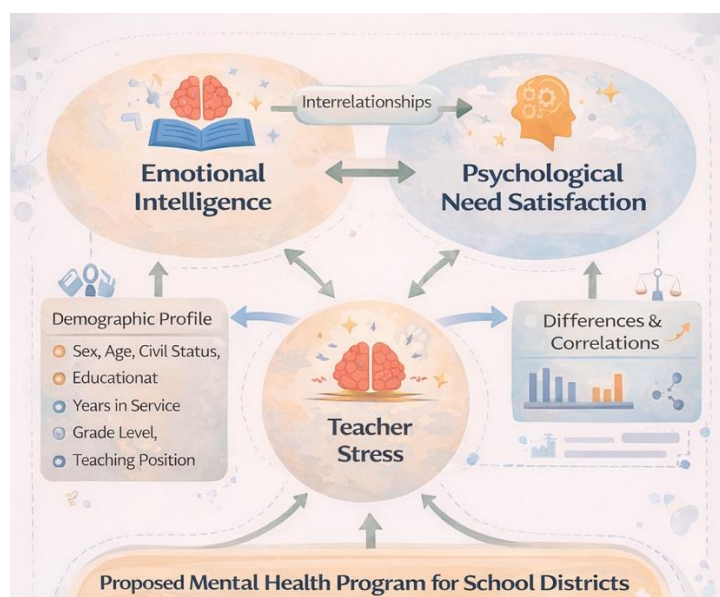 Interrelationships
Emotional
Intelligence
Psychological
Need Satisfaction
Demographic Profile
Sex, Age, Civil Status,
Educationat
Years in Service
Grade Level,
Teaching Position
Differences &
Correlations
Teacher
Stress
Proposed Mental Health Program for School Districts